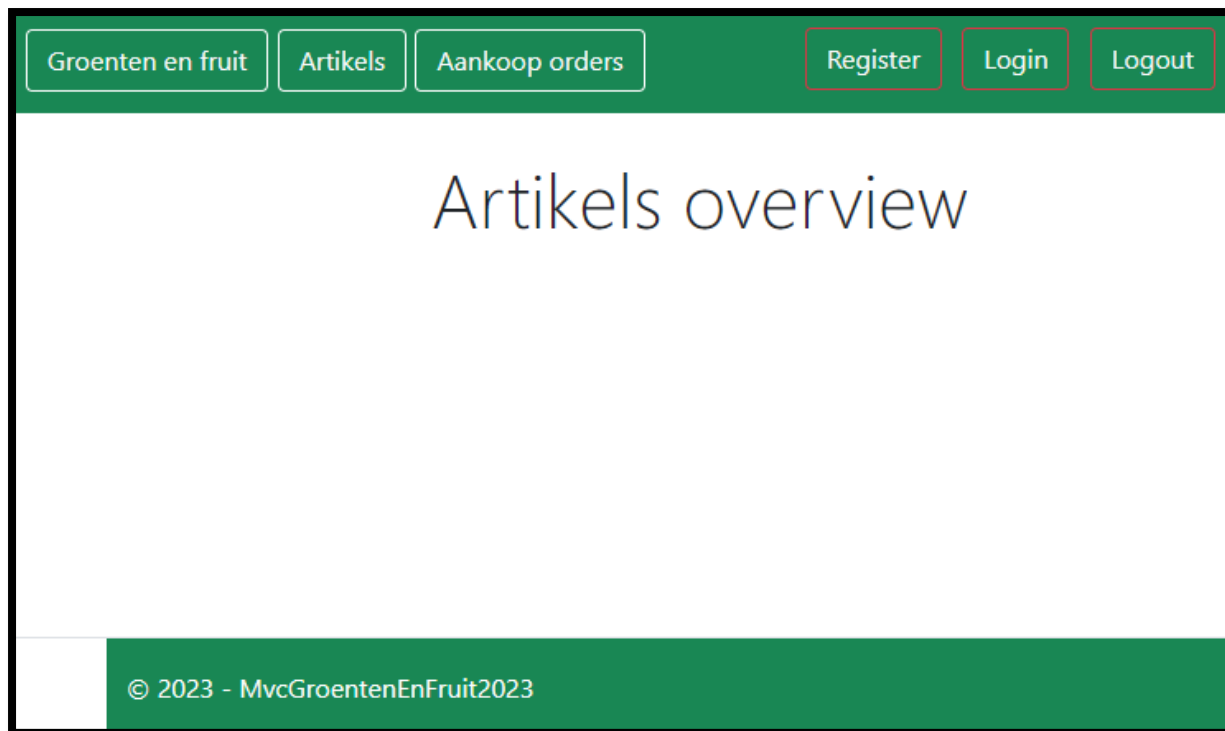 Groenten en fruit Artikels Aankoop orders Register Login Logout
Artikels overview
© 2023 - MvcGroentenEnFruit2023